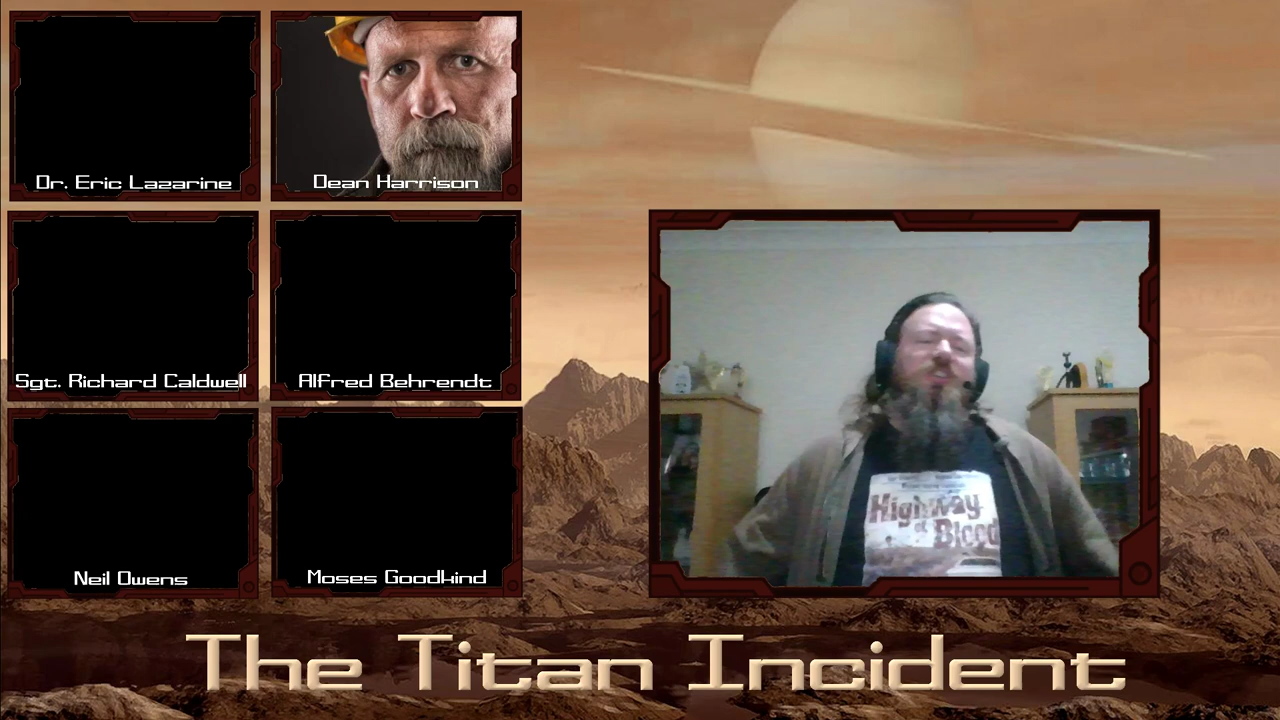 Dr. Eric Lazarine
Dean Harrison
Sgt. Richard Caldwell
Alfred Behrendt
Neil Owens
Moses Goodkind
Highway
of Blood
The Titan Incident